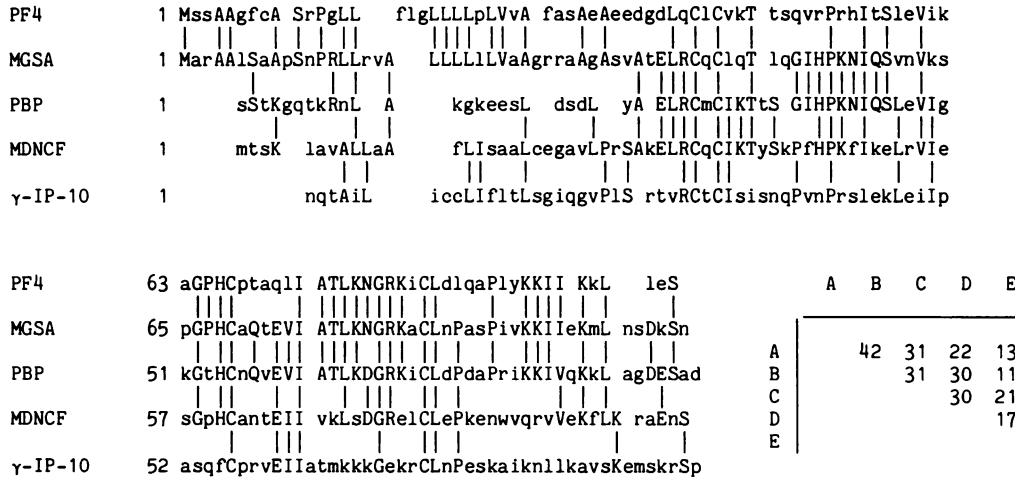 PF4 1 MssAAgfcA SrPgLL flgLLLLpLVvA fasAeAeedgdLqClCvkT tsqvrPrhItSleVik
MGSA 1 MarAAlSaApSnPRLLrvA LLLLlLVaAgrraAgAsvAtELRCqClqT lqGIHPKNIQSvnVks
PBP 1 sStKgqtkRnL A kgkeesL dsdL yA ELRCmCIKTtS GIHPKNIQSLeVIg
MDNCF 1 mtsK lavALLaA fLIsaaLcegavLPrSAkELRCqCIKTySkPfHPKfIkeLrVIe
γ-IP-10 1 nqtAiL iccLIfltLsgiqgvPlS rtvRCtCIsisnqPvnPrslekLeiIp
PF4 63 aGPHCptaqlI ATLKNGRKiCLdlqaPlyKKII KkL leS
MGSA 65 pGPHCaQtEVI ATLKNGRKaCLnPasPivKKIIeKmL nsDkSn
PBP 51 kGtHCnQvEVI ATLKDGRKiCLdPdaPriKKIVqKkL agDESad
MDNCF 57 sGpHCantEII vkLsDGRelCLePkenwvqrvVeKfLK raEnS
γ-IP-10 52 asqfCprvEIIatmkkkGekrCLnPeskaiknllkavsKemskrSp
A B C D E
A 42 31 22 13
B 31 30 11
C 30 21
D 17
E